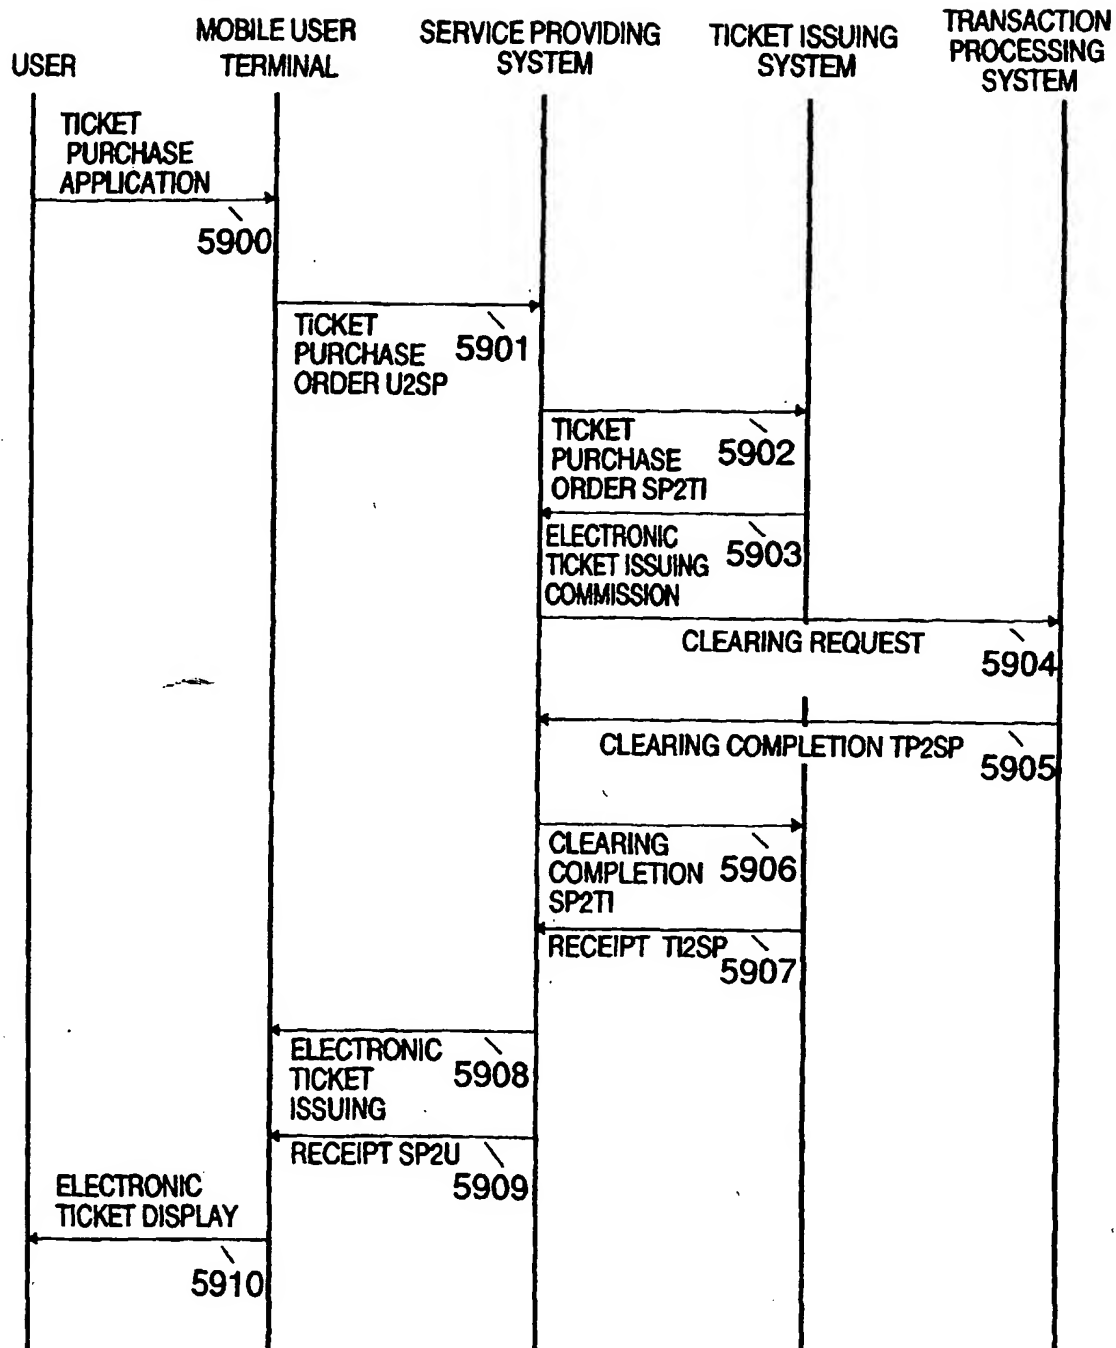 USER
MOBILE USER
TERMINAL
SERVICE PROVIDING
SYSTEM
TICKET ISSUING
SYSTEM
TRANSACTION
PROCESSING
SYSTEM
TICKET
PURCHASE
APPLICATION
5900
TICKET
PURCHASE
ORDER U2SP
5901
TICKET
PURCHASE
ORDER SP2TI
5902
ELECTRONIC
TICKET ISSUING
COMMISSION
5903
CLEARING REQUEST
5904
CLEARING COMPLETION TP2SP
5905
CLEARING
COMPLETION
SP2TI
5906
RECEIPT TI2SP
5907
ELECTRONIC
TICKET
ISSUING
5908
RECEIPT SP2U
5909
ELECTRONIC
TICKET DISPLAY
5910